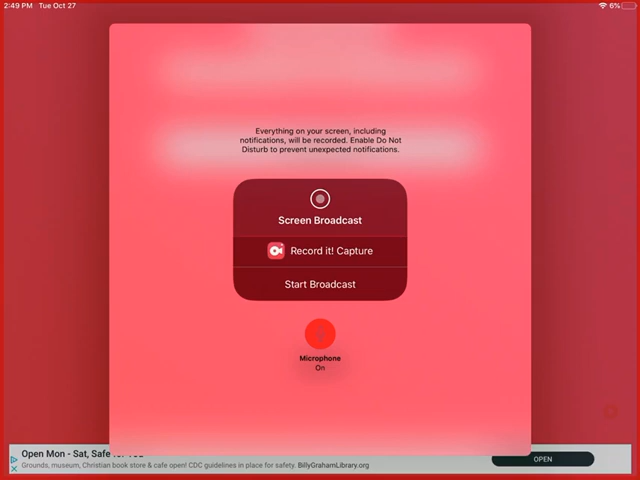 2:49 PM Tue Oct 27
6%
Everything on your screen, including
notifications, will be recorded. Enable Do Not
Disturb to prevent unexpected notifications.
Screen Broadcast
Record it! Capture
Start Broadcast
Microphone
On
Open Mon - Sat, Safe
OPEN
Grounds, museum, Christian book store & cafe open! CDC guidelines in place for safety. BillyGrahamLibrary.org